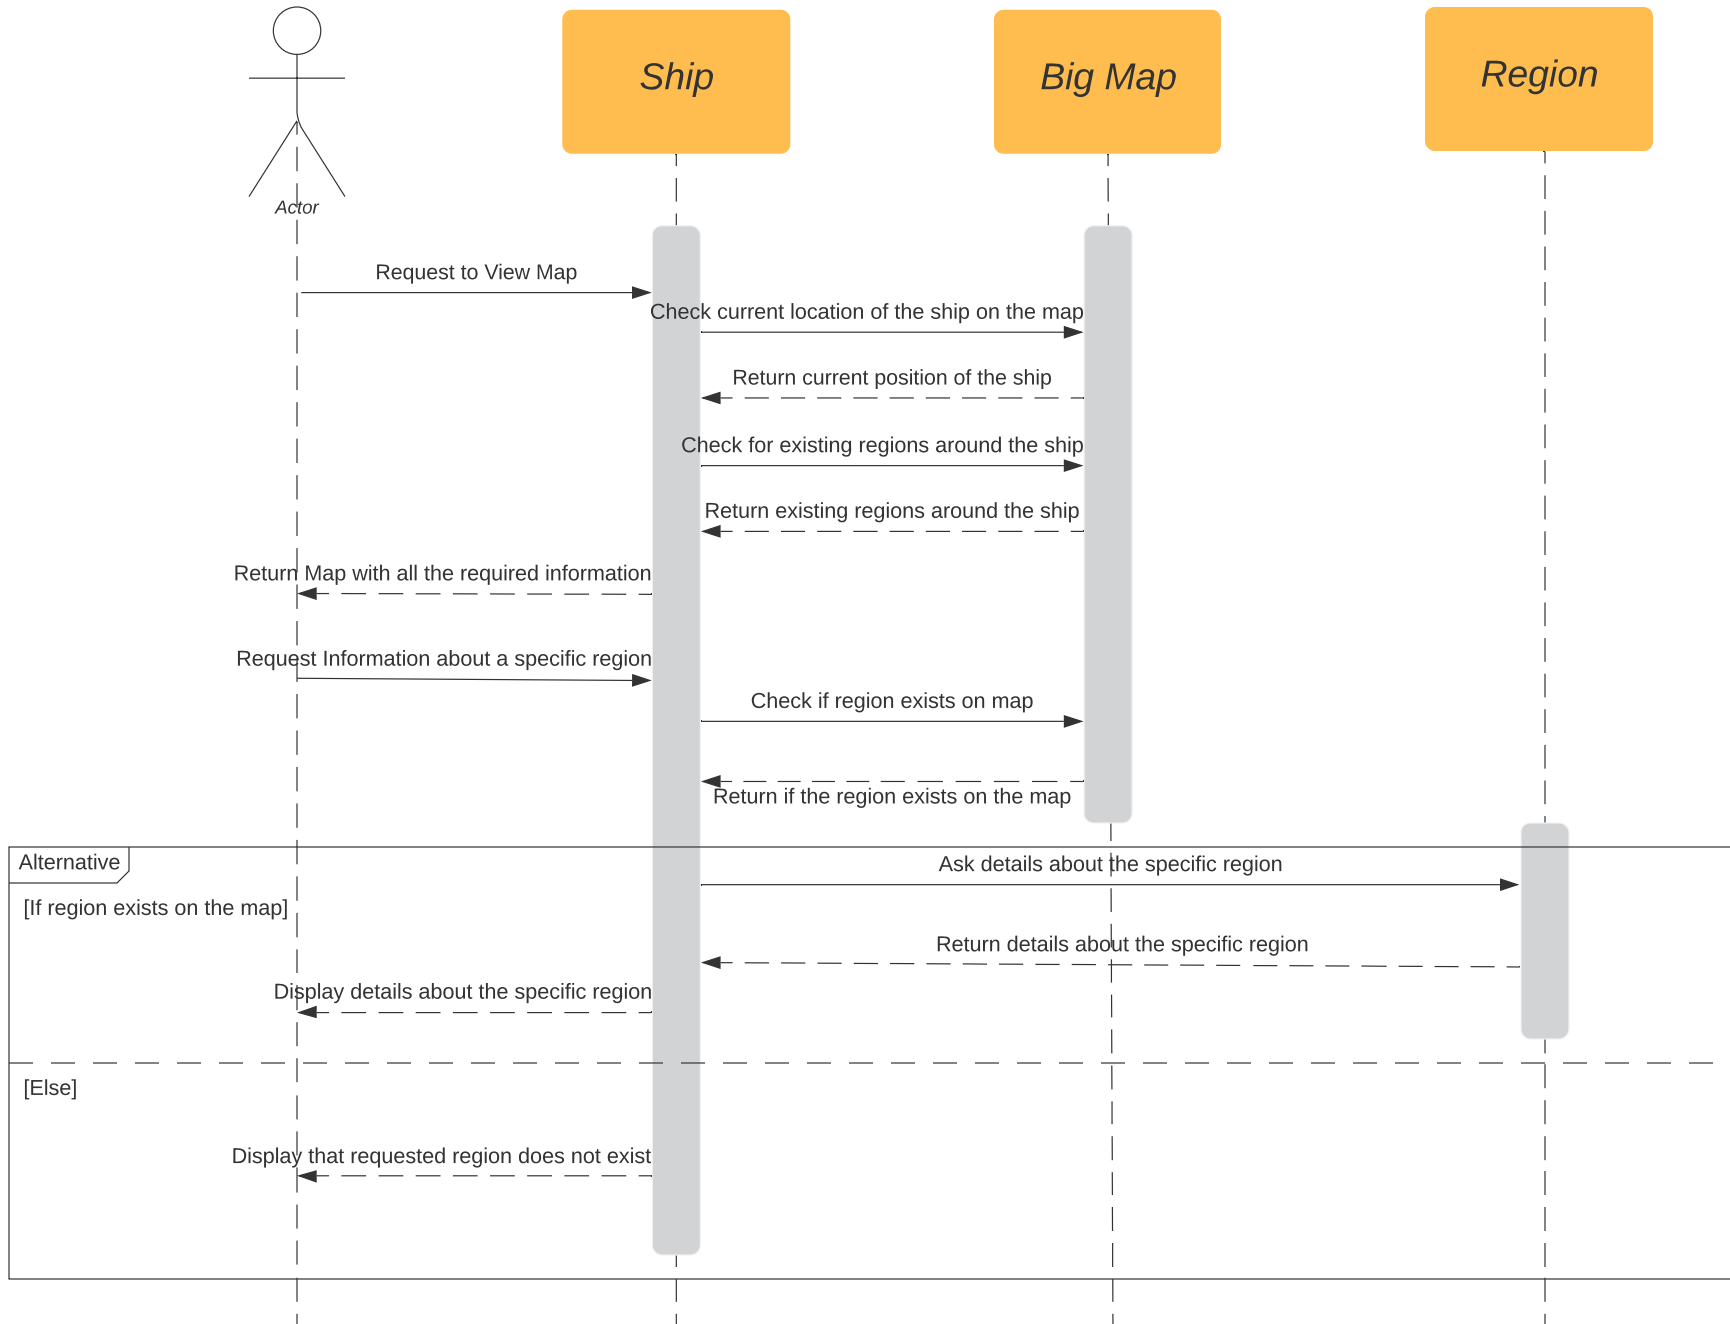 Actor
Ship
Big Map
Region
Request to View Map
Check current location of the ship on the map
Return current position of the ship
Check for existing regions around the ship
Return existing regions around the ship
Return Map with all the required information
Request Information about a specific region
Check if region exists on map
Return if the region exists on the map
Alternative
Ask details about the specific region
[If region exists on the map]
Return details about the specific region
Display details about the specific region
[Else]
Display that requested region does not exist